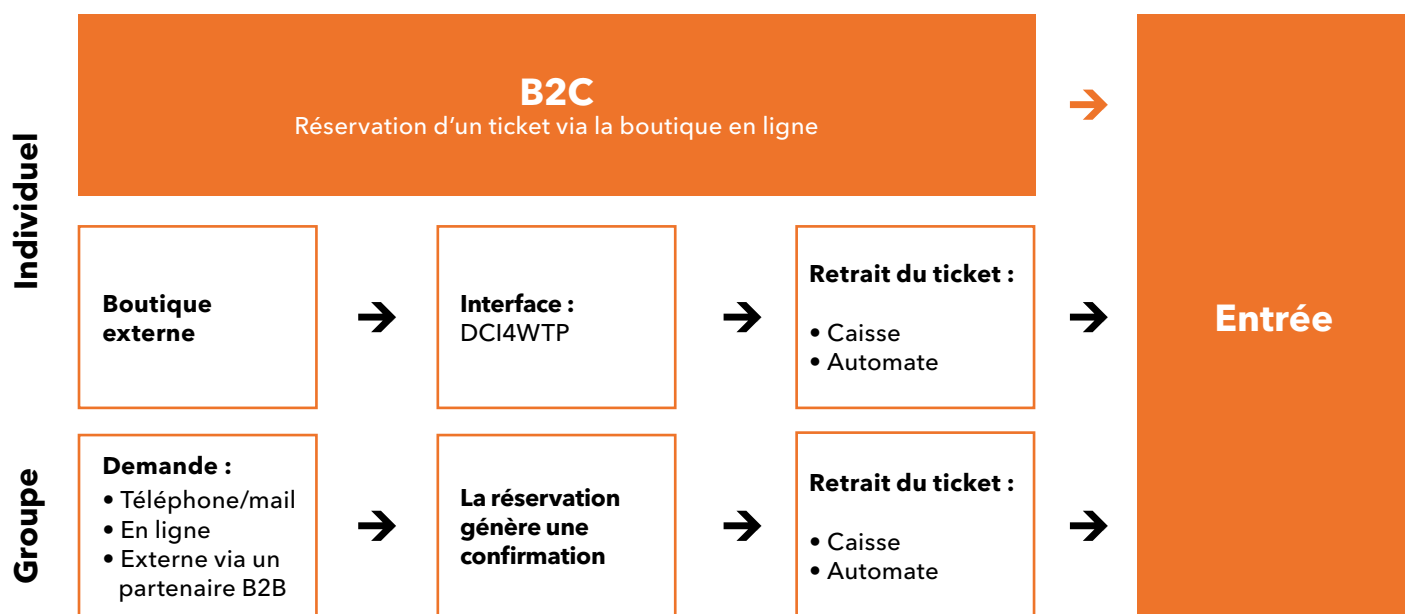 Individuel
B2C
Réservation d’un ticket via la boutique en ligne
Boutique
externe
Interface :
DCI4WTP
Retrait du ticket :
• Caisse
• Automate
Entrée
Groupe
Demande :
• Téléphone/mail
• En ligne
• Externe via un
partenaire B2B
La réservation
génère une
confirmation
Retrait du ticket :
• Caisse
• Automate